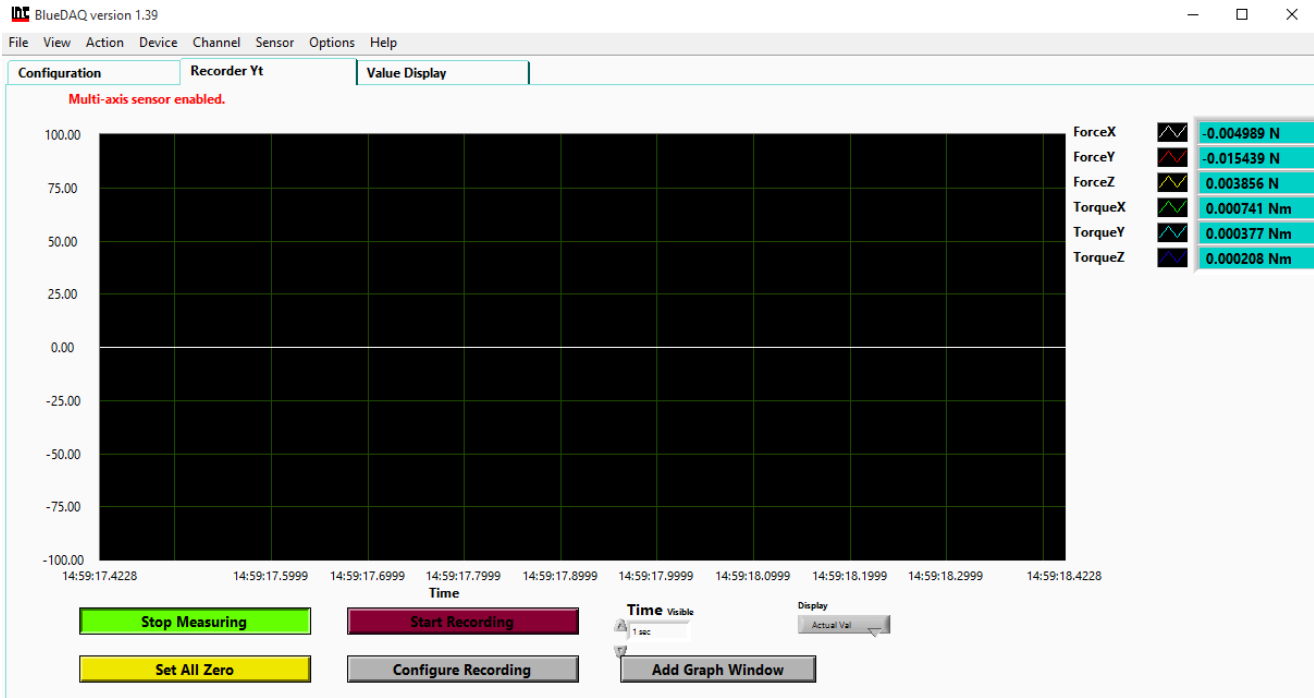 BlueDAQ version 1.39
File View Action Device Channel Sensor Options Help
Configuration Recorder Yt Value Display
Multi-axis sensor enabled.
100.00
75.00
50.00
25.00
0.00
-25.00
-50.00
-75.00
-100.00
14:59:17.4228 14:59:17.5999 14:59:17.6999 14:59:17.7999 14:59:17.8999 14:59:17.9999 14:59:18.0999 14:59:18.1999 14:59:18.2999 14:59:18.4228
Time
ForceX -0.004989 N
ForceY -0.015439 N
ForceZ 0.003856 N
TorqueX 0.000741 Nm
TorqueY 0.000377 Nm
TorqueZ 0.000208 Nm
Stop Measuring Start Recording Time Visible 1 sec Display Actual Val
Set All Zero Configure Recording Add Graph Window